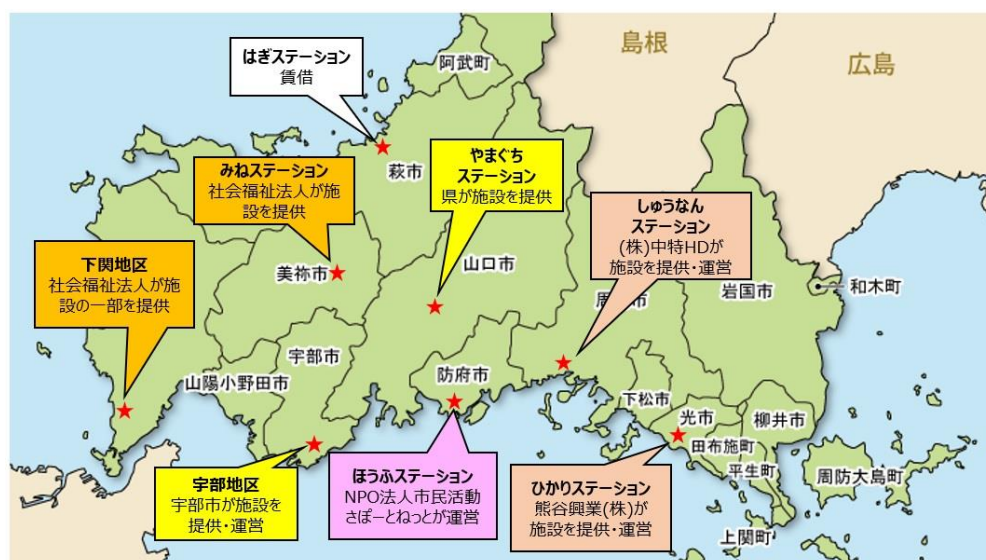 島根
広島
はぎステーション
賃借
阿武町
萩市
やまぐち
ステーション
県が施設を提供
みねステーション
社会福祉法人が施
設を提供
しゅうなん
ステーション
(株)中特HDが
施設を提供・運営
下関地区
社会福祉法人が施
設の一部を提供
美祢市
山口市
岩国市
和木町
宇部市
山陽小野田市
防府市
下松市
光市
柳井市
田布施町
平生町
周防大島町
上関町
宇部地区
宇部市が施設を
提供・運営
ほうふステーション
NPO法人市民活動
さぽーとねっとが運営
ひかりステーション
熊谷興業(株)が
施設を提供・運営